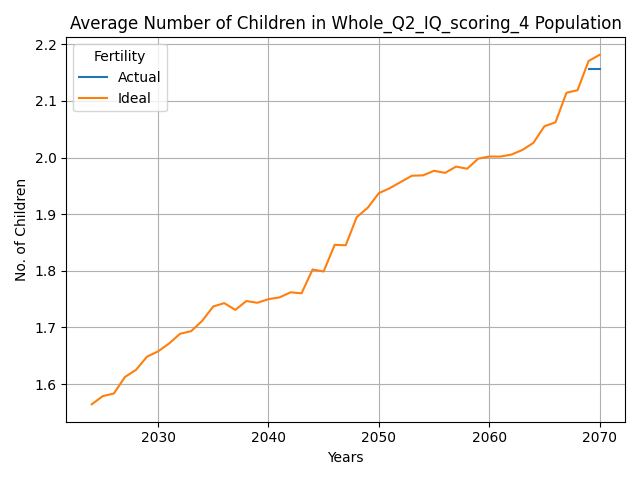 Average Number of Children in Whole_Q2_IQ_scoring_4 Population
Fertility
Actual
Ideal
No. of Children
2.2
2.1
2.0
1.9
1.8
1.7
1.6
2030 2040 2050 2060 2070
Years